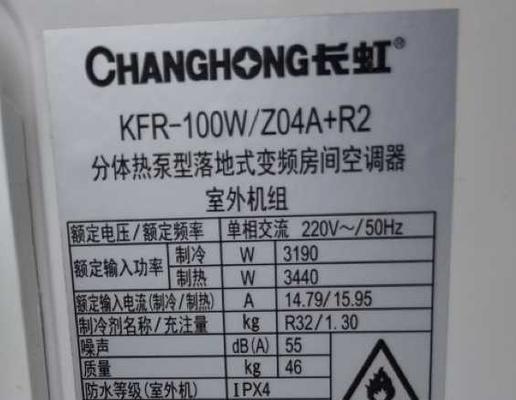 CHANGHONG长虹®
KFR-100W/Z04A+R2
分体热泵型落地式变频房间空调器
室外机组
额定电压/额定频率 单相交流 220V～/50Hz
额定输入功率 制冷 W 3190
制热 W 3440
额定输入电流(制冷/制热) A 14.79/15.95
制冷剂名称/充注量 kg R32/1.30
噪声 dB(A) 55
质量 kg 46
防水等级(室外机) IPX4